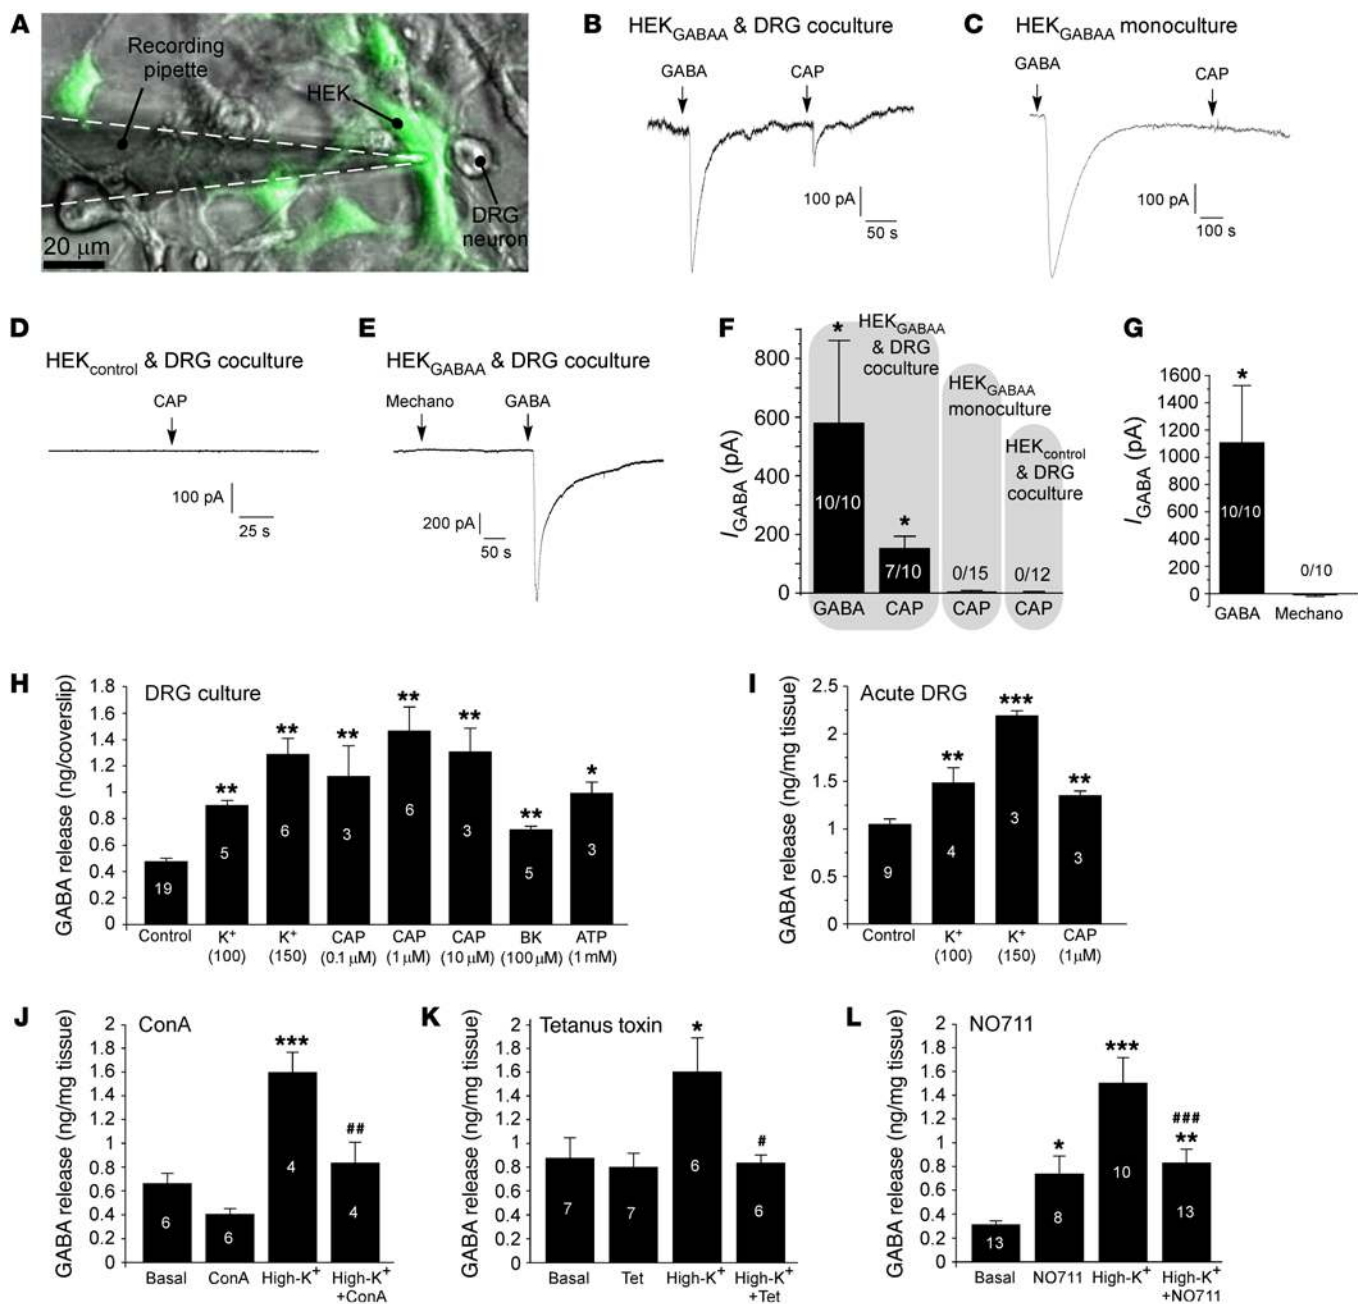 A
Recording
pipette
HEK
DRG
neuron
20 µm
B
HEKGABAA & DRG coculture
GABA
CAP
100 pA
50 s
C
HEKGABAA monoculture
GABA
CAP
100 pA
100 s
D
HEKcontrol & DRG coculture
CAP
100 pA
25 s
E
HEKGABAA & DRG coculture
Mechano
GABA
200 pA
50 s
F
IGABA (pA)
800
600
400
200
0
*
*
HEKGABAA
& DRG
coculture
HEKGABAA
monoculture
HEKcontrol
& DRG
coculture
10/10
7/10
0/15
0/12
GABA
CAP
CAP
CAP
G
IGABA (pA)
1600
1400
1200
1000
800
600
400
200
0
*
10/10
0/10
GABA
Mechano
H
DRG culture
GABA release (ng/coverslip)
1.8
1.6
1.4
1.2
1
0.8
0.6
0.4
0.2
0
**
**
**
**
**
**
*
19
5
6
3
6
3
5
3
Control
K+
(100)
K+
(150)
CAP
(0.1 µM)
CAP
(1 µM)
CAP
(10 µM)
BK
(100 µM)
ATP
(1 mM)
I
Acute DRG
GABA release (ng/mg tissue)
2.5
2
1.5
1
0.5
0
**
***
**
9
4
3
3
Control
K+
(100)
K+
(150)
CAP
(1µM)
J
ConA
GABA release (ng/mg tissue)
2
1.8
1.6
1.4
1.2
1
0.8
0.6
0.4
0.2
0
***
##
6
6
4
4
Basal
ConA
High-K+
High-K+
+ConA
K
Tetanus toxin
GABA release (ng/mg tissue)
2
1.8
1.6
1.4
1.2
1
0.8
0.6
0.4
0.2
0
*
#
7
7
6
6
Basal
Tet
High-K+
High-K+
+Tet
L
NO711
GABA release (ng/mg tissue)
2
1.8
1.6
1.4
1.2
1
0.8
0.6
0.4
0.2
0
*
***
###
**
13
8
10
13
Basal
NO711
High-K+
High-K+
+NO711